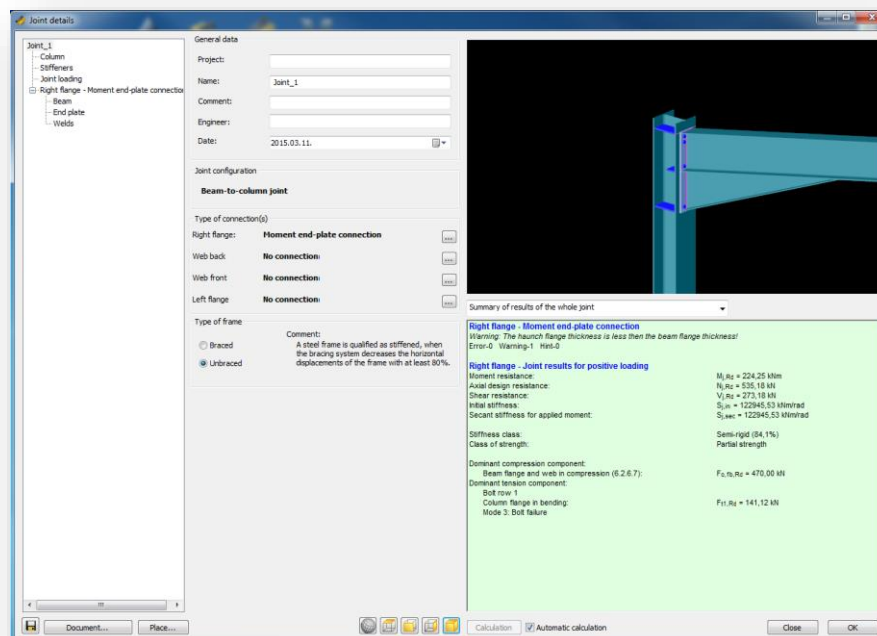 Joint details
Joint_1
Column
Stiffeners
Joint loading
Right flange - Moment end-plate connectio
Beam
End plate
Welds
Document...
Place...
General data
Project:
Name: Joint_1
Comment:
Engineer:
Date: 2015.03.11.
Joint configuration
Beam-to-column joint
Type of connection(s)
Right flange: Moment end-plate connection ...
Web back No connection: ...
Web front No connection: ...
Left flange No connection: ...
Type of frame
Braced
Unbraced
Comment:
A steel frame is qualified as stiffened, when
the bracing system decreases the horizontal
displacements of the frame with at least 80%.
Summary of results of the whole joint
Right flange - Moment end-plate connection
Warning: The haunch flange thickness is less then the beam flange thickness!
Error-0 Warning-1 Hint-0
Right flange - Joint results for positive loading
Moment resistance: Mj,Rd = 224,25 kNm
Axial design resistance: Nj,Rd = 535,18 kN
Shear resistance: Vj,Rd = 273,18 kN
Initial stiffness: Sj,ini = 122945,53 kNm/rad
Secant stiffness for applied moment: Sj,sec = 122945,53 kNm/rad
Stiffness class: Semi-rigid (84,1%)
Class of strength: Partial strength
Dominant compression component:
Beam flange and web in compression (6.2.6.7): Fc,fb,Rd = 470,00 kN
Dominant tension component:
Bolt row 1
Column flange in bending: Ft1,Rd = 141,12 kN
Mode 3: Bolt failure
Calculation
Automatic calculation
Close
OK